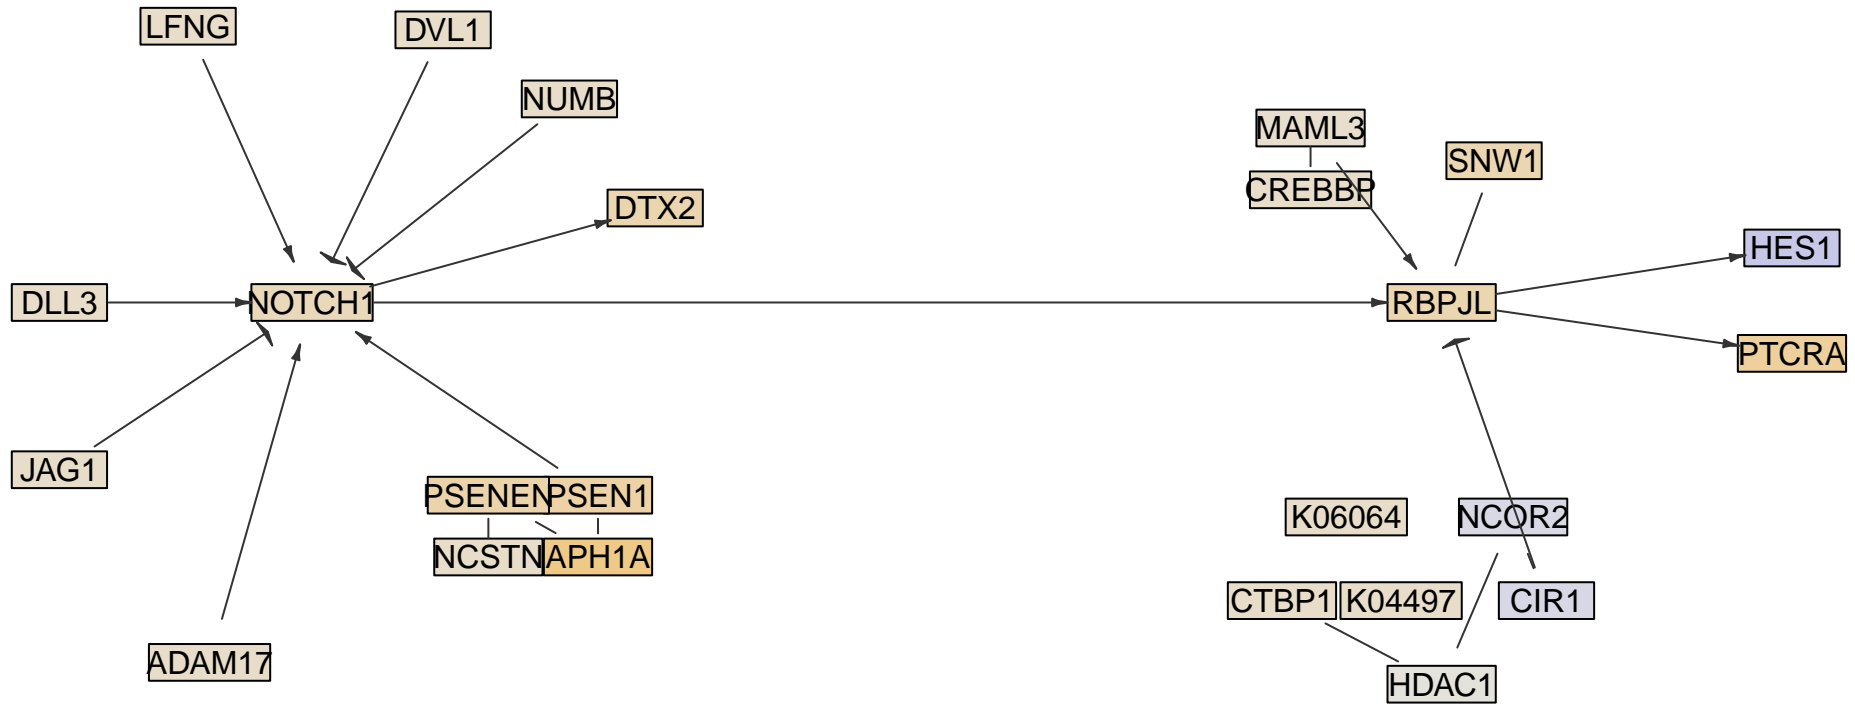 LFNG
DVL1
NUMB
MAML3
SNW1
CREBBP
DTX2
HES1
DLL3
NOTCH1
RBPJL
PTCRA
JAG1
PSENEN
PSEN1
K06064
NCOR2
NCSTN
APH1A
CTBP1
K04497
CIR1
ADAM17
HDAC1